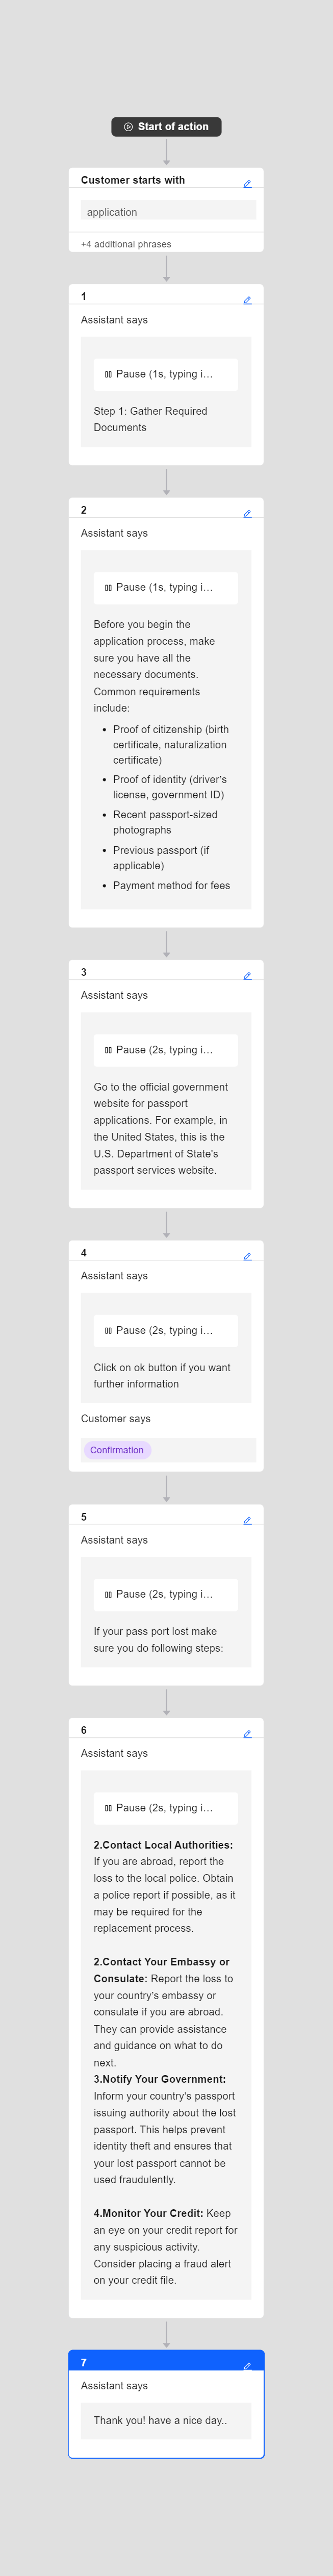 Start of action
Customer starts with
application
+4 additional phrases
1
Assistant says
Pause (1s, typing i...
Step 1: Gather Required
Documents
2
Assistant says
Pause (1s, typing i...
Before you begin the
application process, make
sure you have all the
necessary documents.
Common requirements
include:
• Proof of citizenship (birth
certificate, naturalization
certificate)
• Proof of identity (driver’s
license, government ID)
• Recent passport-sized
photographs
• Previous passport (if
applicable)
• Payment method for fees
3
Assistant says
Pause (2s, typing i...
Go to the official government
website for passport
applications. For example, in
the United States, this is the
U.S. Department of State's
passport services website.
4
Assistant says
Pause (2s, typing i...
Click on ok button if you want
further information
Customer says
Confirmation
5
Assistant says
Pause (2s, typing i...
If your pass port lost make
sure you do following steps:
6
Assistant says
Pause (2s, typing i...
2.Contact Local Authorities:
If you are abroad, report the
loss to the local police. Obtain
a police report if possible, as it
may be required for the
replacement process.
2.Contact Your Embassy or
Consulate: Report the loss to
your country’s embassy or
consulate if you are abroad.
They can provide assistance
and guidance on what to do
next.
3.Notify Your Government:
Inform your country’s passport
issuing authority about the lost
passport. This helps prevent
identity theft and ensures that
your lost passport cannot be
used fraudulently.
4.Monitor Your Credit: Keep
an eye on your credit report for
any suspicious activity.
Consider placing a fraud alert
on your credit file.
7
Assistant says
Thank you! have a nice day..